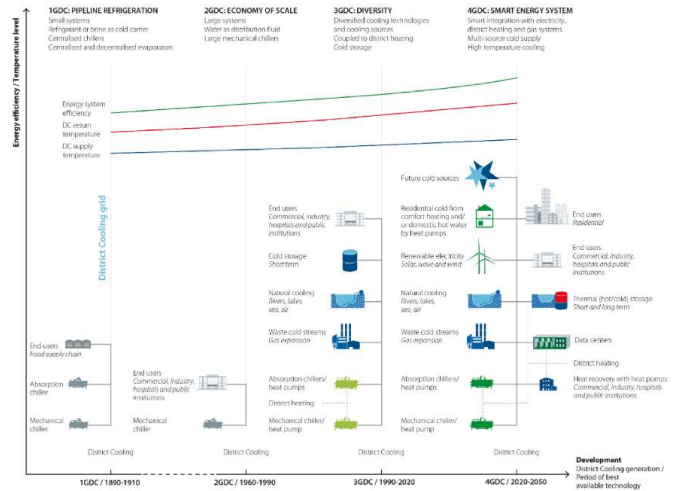 1GDC: PIPELINE REFRIGERATION
Small systems
Refrigerant or brine as cold carrier
Centralised chillers
Centralised and decentralised evaporators
2GDC: ECONOMY OF SCALE
Large systems
Water as distribution fluid
Large mechanical chillers
3GDC: DIVERSITY
Diversified cooling technologies
and cooling sources
Coupled to district heating
Cold storage
4GDC: SMART ENERGY SYSTEM
Smart integration with electricity,
district heating and gas systems
Multi-source cold supply
High temperature cooling
Energy efficiency / Temperature level
Energy system
efficiency
DC return
temperature
DC supply
temperature
District Cooling grid
Future cold sources
End users
Commercial, industry,
hospitals and public
institutions
Residential cold from
comfort heating and/
or domestic hot water
by heat pumps
End users
Residential
Cold storage
Short term
Renewable electricity
Solar, wave and wind
End users
Commercial, industry,
hospitals and public
institutions
Natural cooling
Rivers, lakes,
sea, air
Natural cooling
Rivers, lakes,
sea, air
Thermal (hot/cold) storage
Short and long term
End users
Food supply chain
Waste cold streams
Gas expansion
Waste cold streams
Gas expansion
Data centers
District heating
Absorption
chiller
End users
Commercial, industry,
hospitals and public
institutions
Absorption chillers/
heat pumps
Absorption chillers/
heat pumps
Heat recovery with heat pumps
Commercial, industry, hospitals
and public institutions
District heating
Mechanical
chiller
Mechanical
chiller
Mechanical chiller/
heat pump
Mechanical chiller/
heat pump
District Cooling
District Cooling
District Cooling
District Cooling
1GDC / 1890-1910
2GDC / 1960-1990
3GDC / 1990-2020
4GDC / 2020-2050
Development
District Cooling generation /
Period of best
available technology